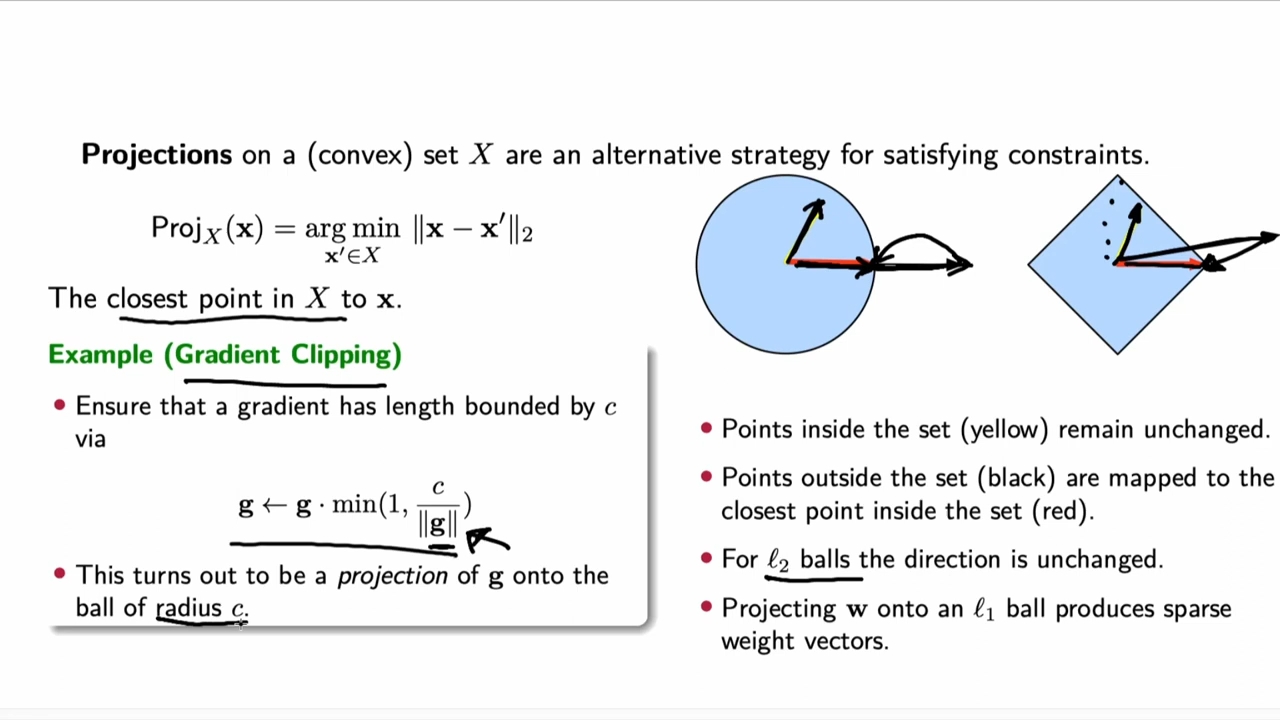 Projections on a (convex) set X are an alternative strategy for satisfying constraints.
Proj_X(x) = arg min ‖x − x′‖₂
x′∈X
The closest point in X to x.
Example (Gradient Clipping)
• Ensure that a gradient has length bounded by c
via
g ← g · min(1, c/‖g‖)
• This turns out to be a projection of g onto the
ball of radius c.
• Points inside the set (yellow) remain unchanged.
• Points outside the set (black) are mapped to the
closest point inside the set (red).
• For ℓ₂ balls the direction is unchanged.
• Projecting w onto an ℓ₁ ball produces sparse
weight vectors.